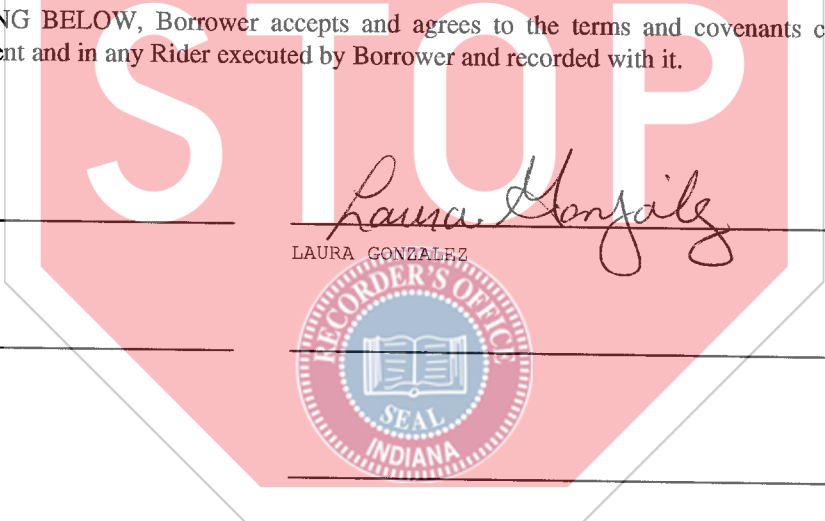 NG BELOW, Borrower accepts and agrees to the terms and covenants c
ent and in any Rider executed by Borrower and recorded with it.
STOP
Laura González
LAURA GONZALEZ
RECORDER'S OFFICE
SEAL
INDIANA